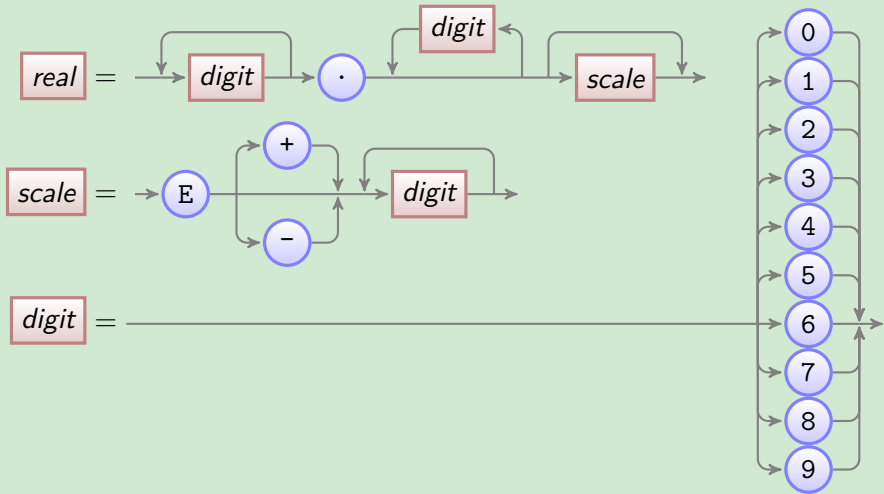 digit
real = digit · scale
scale = E + - digit
digit =
0
1
2
3
4
5
6
7
8
9